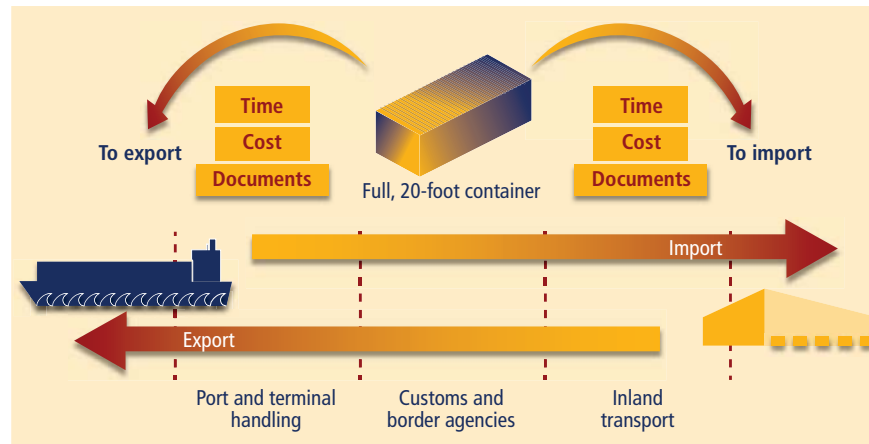 Time
Cost
Documents
To export
Full, 20-foot container
Time
Cost
Documents
To import
Import
Export
Port and terminal
handling
Customs and
border agencies
Inland
transport